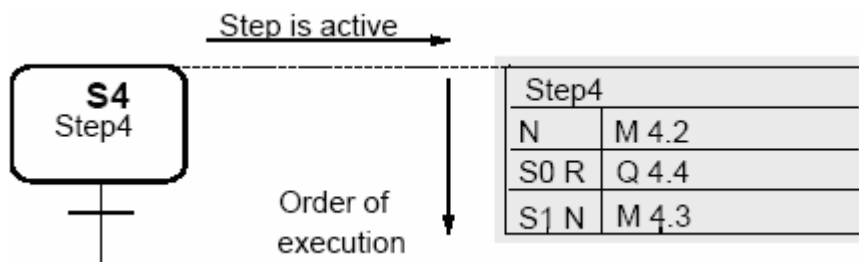 Step is active
S4
Step4
Order of
execution
Step4
N M 4.2
S0 R Q 4.4
S1 N M 4.3